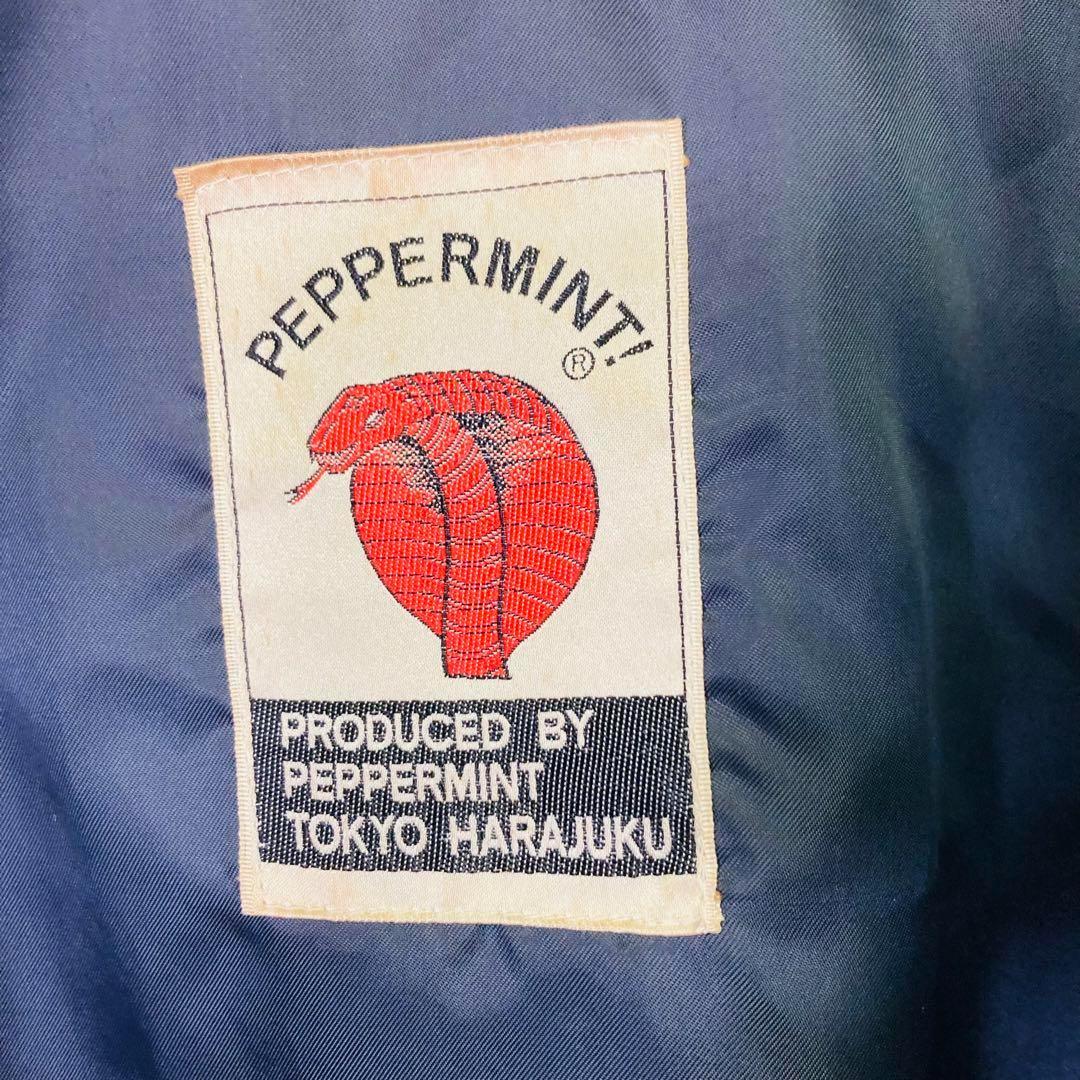 PEPPERMINT!
®
PRODUCED BY
PEPPERMINT
TOKYO HARAJUKU